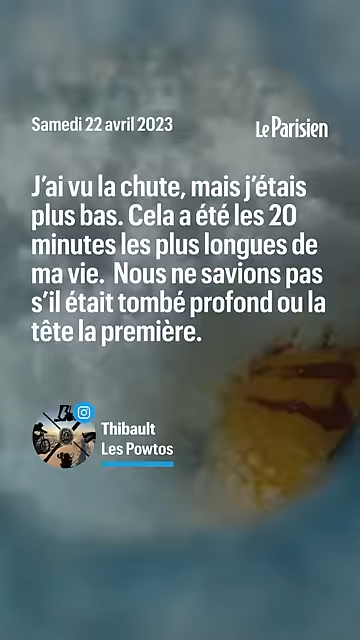 Samedi 22 avril 2023
Le Parisien
J'ai vu la chute, mais j'étais
plus bas. Cela a été les 20
minutes les plus longues de
ma vie. Nous ne savions pas
s'il était tombé profond ou la
tête la première.
Thibault
Les Powtos